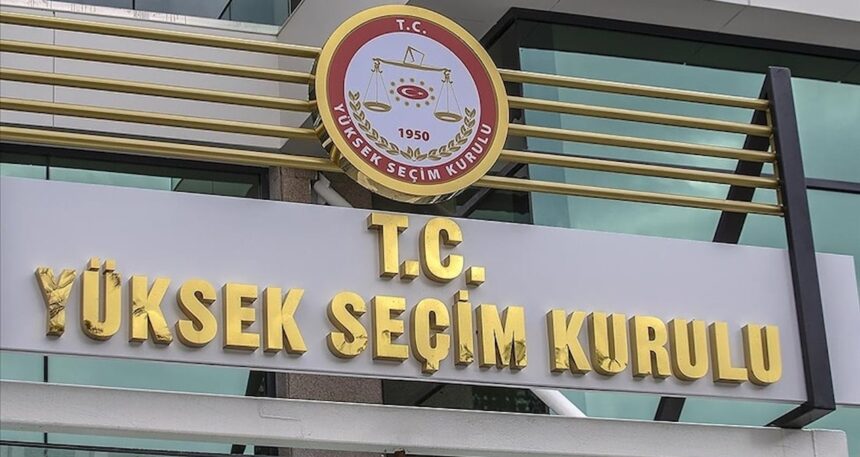 T.C.
YÜKSEK SEÇİM KURULU
1950
T.C.
YÜKSEK SEÇİM KURULU